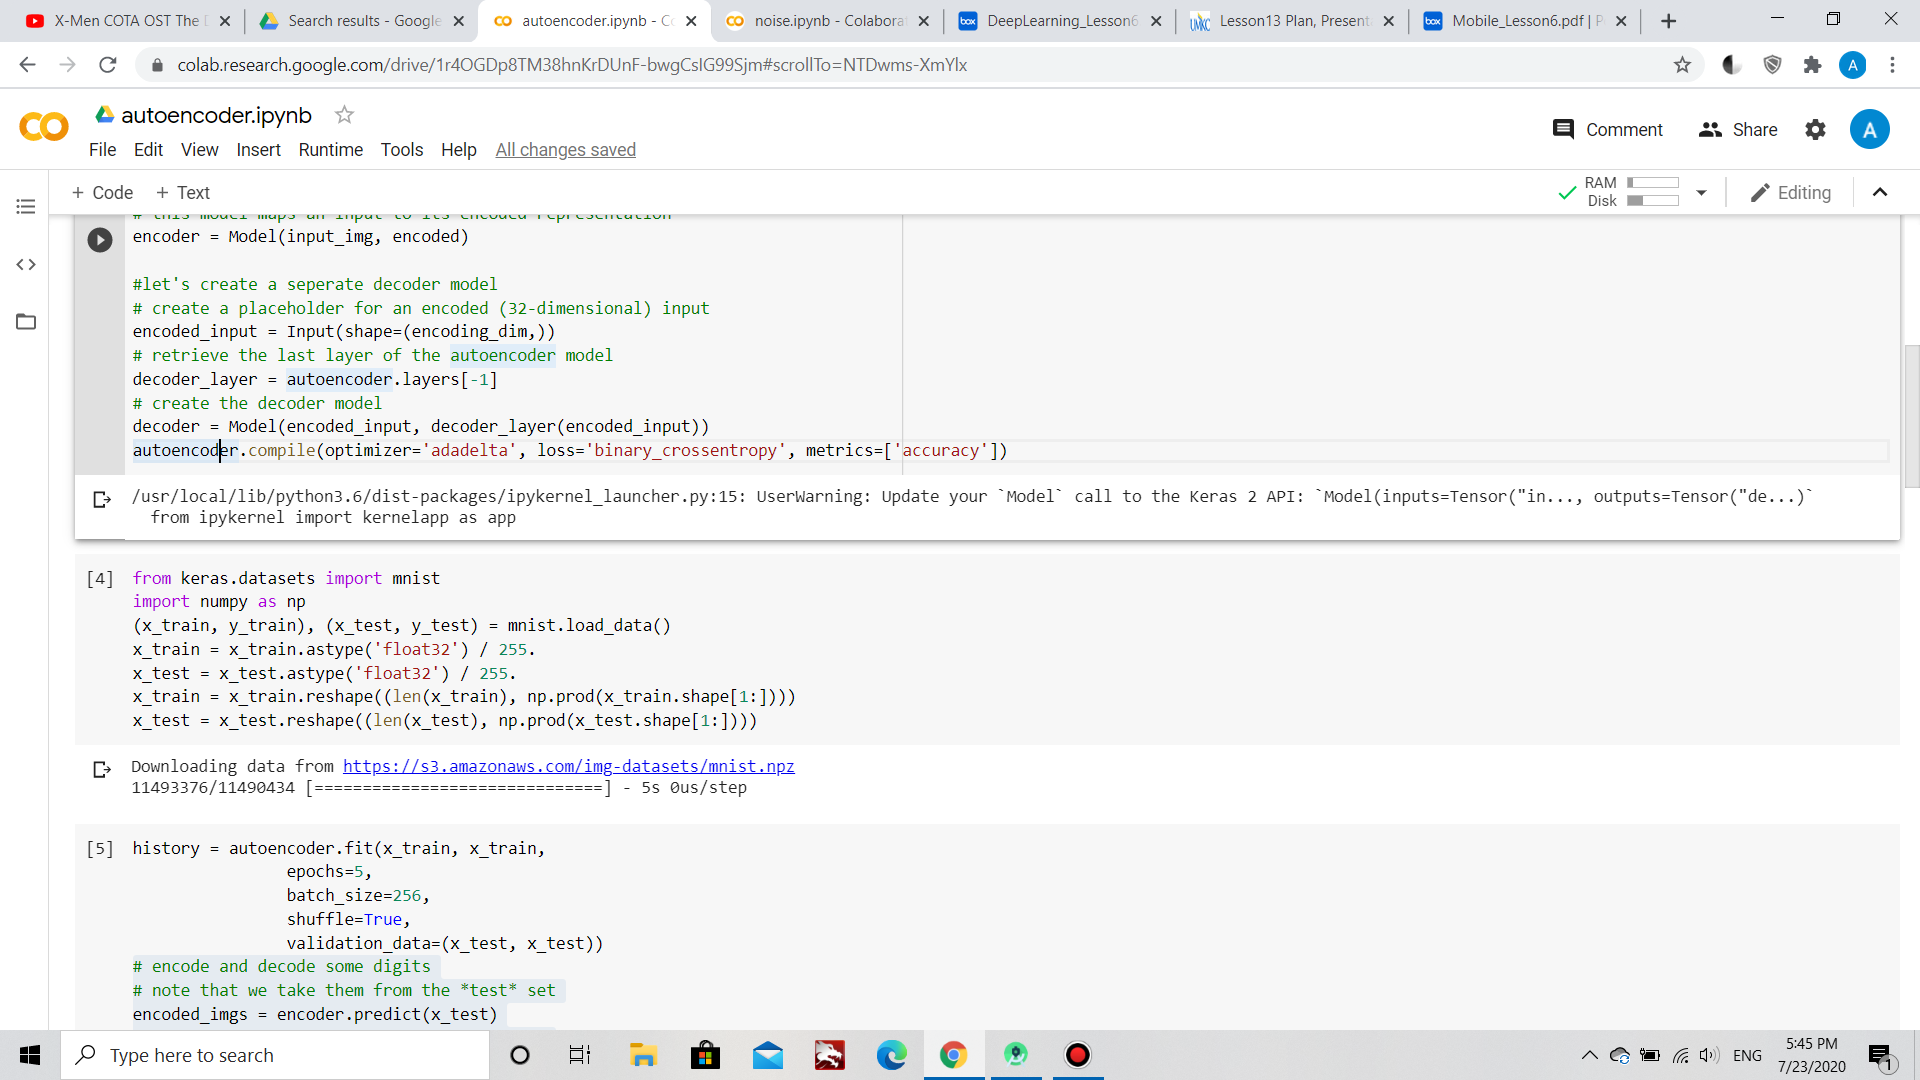 X-Men COTA OST The
Search results - Google
autoencoder.ipynb - Co
noise.ipynb - Colaborat
DeepLearning_Lesson6
Lesson13 Plan, Present
Mobile_Lesson6.pdf | P
colab.research.google.com/drive/1r4OGDp8TM38hnKrDUnF-bwgCsIG99Sjm#scrollTo=NTDwms-XmYlx
A
autoencoder.ipynb
Comment
Share
A
File Edit View Insert Runtime Tools Help All changes saved
+ Code + Text
RAM
Disk
Editing
# this model maps an input to its encoded representation
encoder = Model(input_img, encoded)
#let's create a seperate decoder model
# create a placeholder for an encoded (32-dimensional) input
encoded_input = Input(shape=(encoding_dim,))
# retrieve the last layer of the autoencoder model
decoder_layer = autoencoder.layers[-1]
# create the decoder model
decoder = Model(encoded_input, decoder_layer(encoded_input))
autoencoder.compile(optimizer='adadelta', loss='binary_crossentropy', metrics=['accuracy'])
/usr/local/lib/python3.6/dist-packages/ipykernel_launcher.py:15: UserWarning: Update your `Model` call to the Keras 2 API: `Model(inputs=Tensor("in..., outputs=Tensor("de...)`
from ipykernel import kernelapp as app
[4] from keras.datasets import mnist
import numpy as np
(x_train, y_train), (x_test, y_test) = mnist.load_data()
x_train = x_train.astype('float32') / 255.
x_test = x_test.astype('float32') / 255.
x_train = x_train.reshape((len(x_train), np.prod(x_train.shape[1:])))
x_test = x_test.reshape((len(x_test), np.prod(x_test.shape[1:])))
Downloading data from https://s3.amazonaws.com/img-datasets/mnist.npz
11493376/11490434 [==============================] - 5s 0us/step
[5] history = autoencoder.fit(x_train, x_train,
epochs=5,
batch_size=256,
shuffle=True,
validation_data=(x_test, x_test))
# encode and decode some digits
# note that we take them from the *test* set
encoded_imgs = encoder.predict(x_test)
Type here to search
ENG
5:45 PM
7/23/2020
1